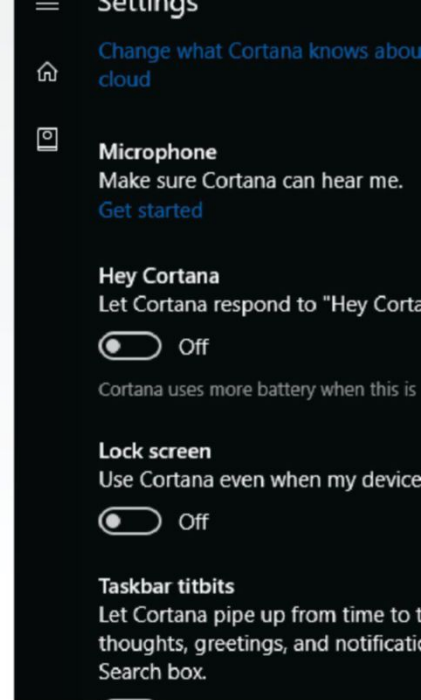 Settings
Change what Cortana knows abou
cloud
Microphone
Make sure Cortana can hear me.
Get started
Hey Cortana
Let Cortana respond to "Hey Corta
Off
Cortana uses more battery when this is
Lock screen
Use Cortana even when my device
Off
Taskbar titbits
Let Cortana pipe up from time to t
thoughts, greetings, and notificatio
Search box.